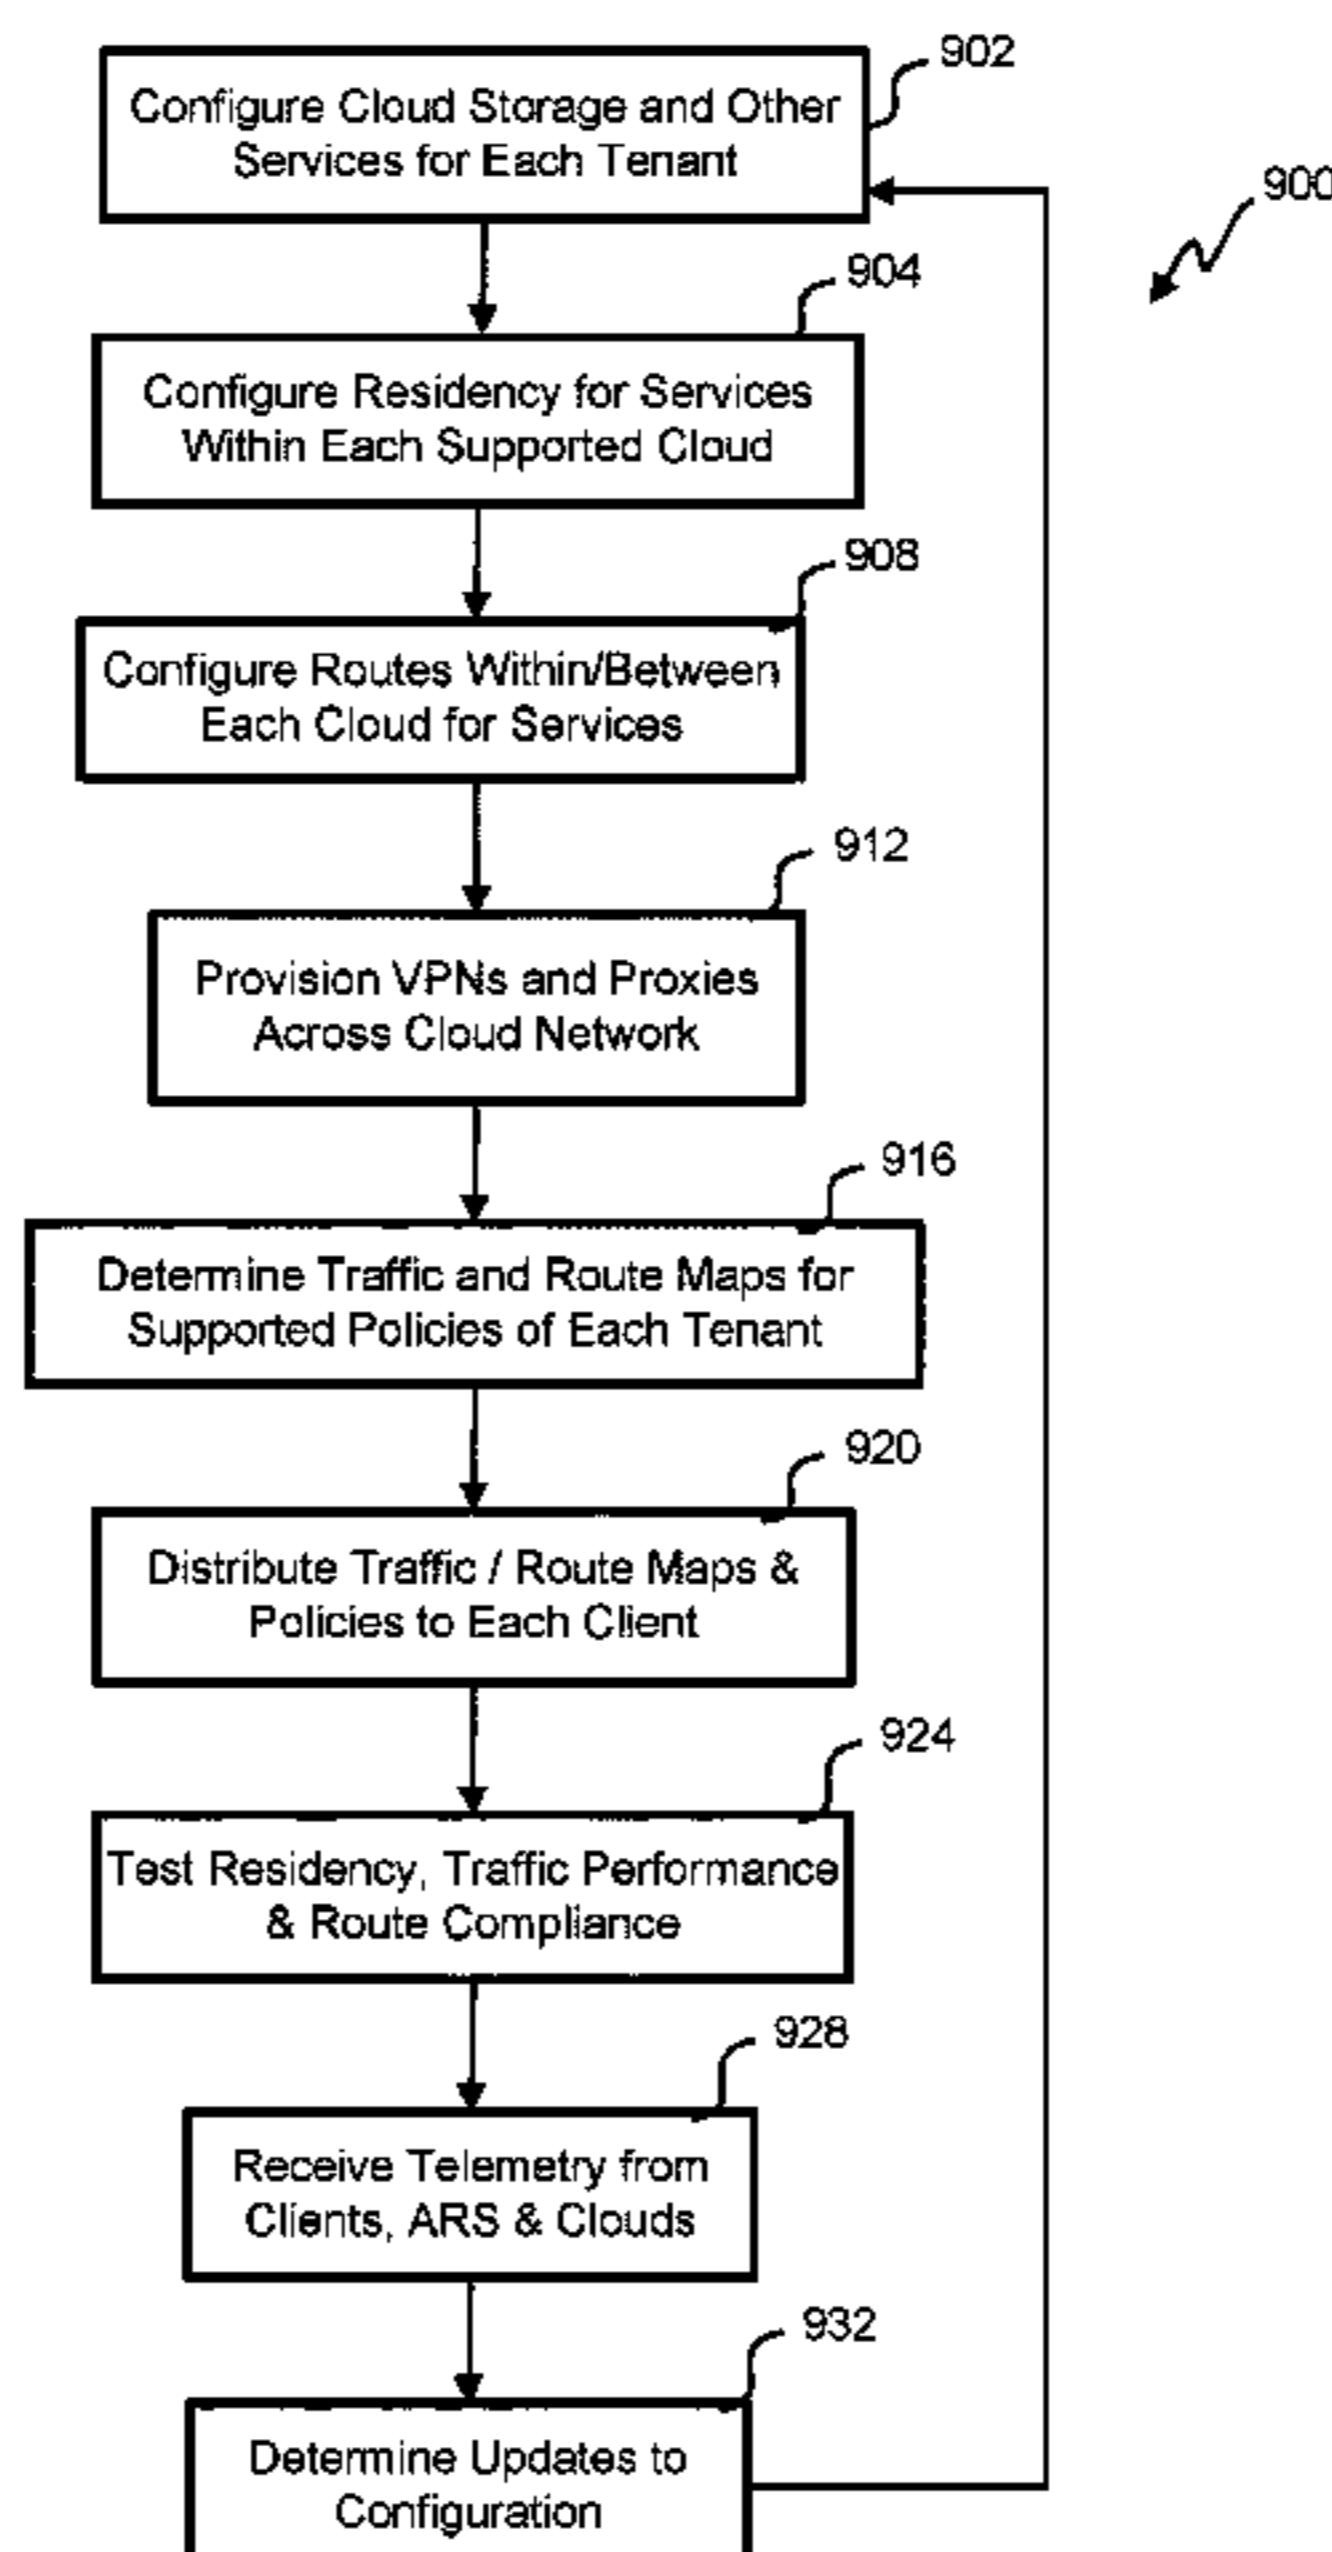 902
Configure Cloud Storage and Other
Services for Each Tenant
900
904
Configure Residency for Services
Within Each Supported Cloud
908
Configure Routes Within/Between
Each Cloud for Services
912
Provision VPNs and Proxies
Across Cloud Network
916
Determine Traffic and Route Maps for
Supported Policies of Each Tenant
920
Distribute Traffic / Route Maps &
Policies to Each Client
924
Test Residency, Traffic Performance
& Route Compliance
928
Receive Telemetry from
Clients, ARS & Clouds
932
Determine Updates to
Configuration